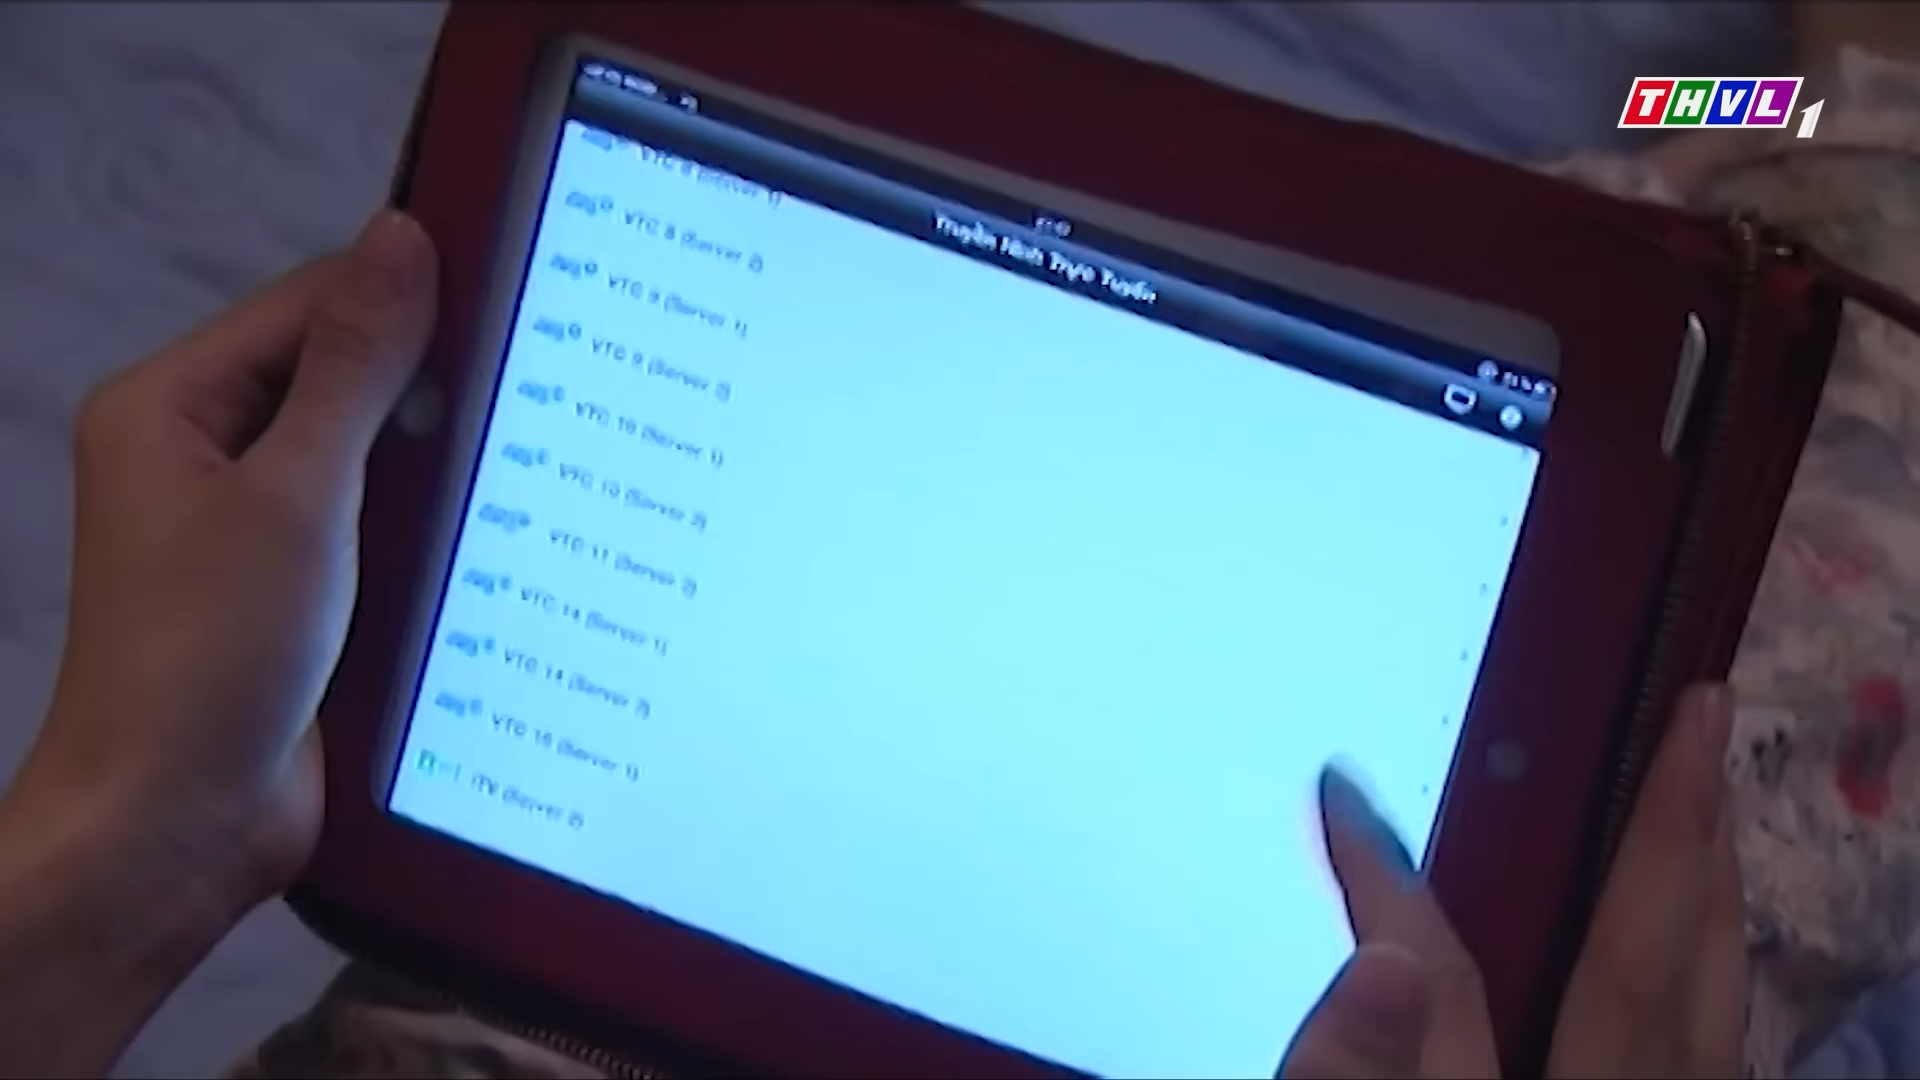 THVL1
Truyền Hình Trực Tuyến
VTC 8 (Server 1)
VTC 8 (Server 2)
VTC 9 (Server 1)
VTC 9 (Server 2)
VTC 10 (Server 1)
VTC 10 (Server 2)
VTC 11 (Server 2)
VTC 14 (Server 1)
VTC 14 (Server 2)
VTC 16 (Server 1)
iTV (Server 2)